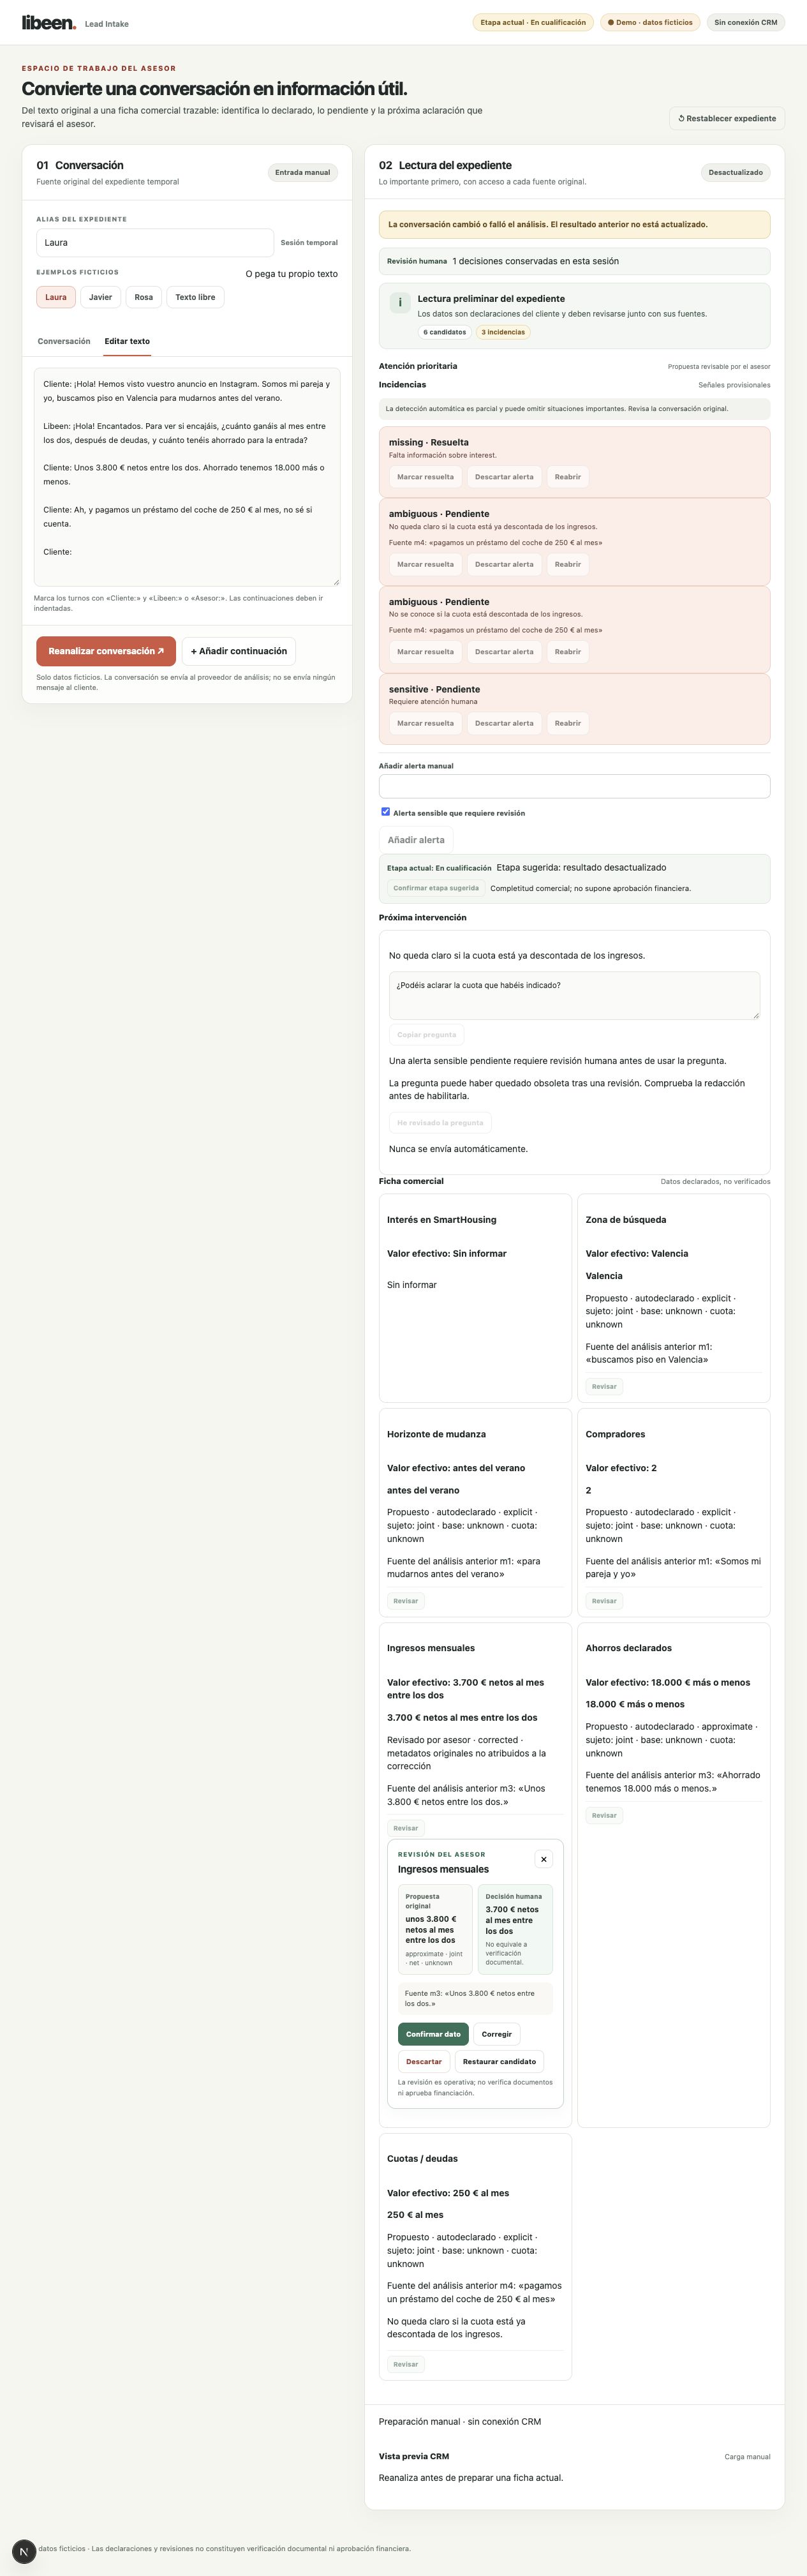 libeen.
Lead Intake
Etapa actual · En cualificación
Demo · datos ficticios
Sin conexión CRM
ESPACIO DE TRABAJO DEL ASESOR
Convierte una conversación en información útil.
Del texto original a una ficha comercial trazable: identifica lo declarado, lo pendiente y la próxima aclaración que
revisará el asesor.
↺ Restablecer expediente
01 Conversación
Fuente original del expediente temporal
Entrada manual
ALIAS DEL EXPEDIENTE
Laura
Sesión temporal
EJEMPLOS FICTICIOS
O pega tu propio texto
Laura
Javier
Rosa
Texto libre
Conversación
Editar texto
Cliente: ¡Hola! Hemos visto vuestro anuncio en Instagram. Somos mi pareja y
yo, buscamos piso en Valencia para mudarnos antes del verano.
Libeen: ¡Hola! Encantados. Para ver si encajáis, ¿cuánto ganáis al mes entre
los dos, después de deudas, y cuánto tenéis ahorrado para la entrada?
Cliente: Unos 3.800 € netos entre los dos. Ahorrado tenemos 18.000 más o
menos.
Cliente: Ah, y pagamos un préstamo del coche de 250 € al mes, no sé si
cuenta.
Cliente:
Marca los turnos con «Cliente:» y «Libeen:» o «Asesor:». Las continuaciones deben ir
indentadas.
Reanalizar conversación ↗
+ Añadir continuación
Solo datos ficticios. La conversación se envía al proveedor de análisis; no se envía ningún
mensaje al cliente.
02 Lectura del expediente
Lo importante primero, con acceso a cada fuente original.
Desactualizado
La conversación cambió o falló el análisis. El resultado anterior no está actualizado.
Revisión humana 1 decisiones conservadas en esta sesión
i
Lectura preliminar del expediente
Los datos son declaraciones del cliente y deben revisarse junto con sus fuentes.
6 candidatos
3 incidencias
Atención prioritaria
Propuesta revisable por el asesor
Incidencias
Señales provisionales
La detección automática es parcial y puede omitir situaciones importantes. Revisa la conversación original.
missing · Resuelta
Falta información sobre interest.
Marcar resuelta
Descartar alerta
Reabrir
ambiguous · Pendiente
No queda claro si la cuota está ya descontada de los ingresos.
Fuente m4: «pagamos un préstamo del coche de 250 € al mes»
Marcar resuelta
Descartar alerta
Reabrir
ambiguous · Pendiente
No se conoce si la cuota está descontada de los ingresos.
Fuente m4: «pagamos un préstamo del coche de 250 € al mes»
Marcar resuelta
Descartar alerta
Reabrir
sensitive · Pendiente
Requiere atención humana
Marcar resuelta
Descartar alerta
Reabrir
Añadir alerta manual
Alerta sensible que requiere revisión
Añadir alerta
Etapa actual: En cualificación Etapa sugerida: resultado desactualizado
Confirmar etapa sugerida
Completitud comercial; no supone aprobación financiera.
Próxima intervención
No queda claro si la cuota está ya descontada de los ingresos.
¿Podéis aclarar la cuota que habéis indicado?
Copiar pregunta
Una alerta sensible pendiente requiere revisión humana antes de usar la pregunta.
La pregunta puede haber quedado obsoleta tras una revisión. Comprueba la redacción
antes de habilitarla.
He revisado la pregunta
Nunca se envía automáticamente.
Ficha comercial
Datos declarados, no verificados
Interés en SmartHousing
Valor efectivo: Sin informar
Sin informar
Zona de búsqueda
Valor efectivo: Valencia
Valencia
Propuesto · autodeclarado · explicit ·
sujeto: joint · base: unknown · cuota:
unknown
Fuente del análisis anterior m1:
«buscamos piso en Valencia»
Revisar
Horizonte de mudanza
Valor efectivo: antes del verano
antes del verano
Propuesto · autodeclarado · explicit ·
sujeto: joint · base: unknown · cuota:
unknown
Fuente del análisis anterior m1: «para
mudarnos antes del verano»
Revisar
Compradores
Valor efectivo: 2
2
Propuesto · autodeclarado · explicit ·
sujeto: joint · base: unknown · cuota:
unknown
Fuente del análisis anterior m1: «Somos mi
pareja y yo»
Revisar
Ingresos mensuales
Valor efectivo: 3.700 € netos al mes
entre los dos
3.700 € netos al mes entre los dos
Revisado por asesor · corrected ·
metadatos originales no atribuidos a la
corrección
Fuente del análisis anterior m3: «Unos
3.800 € netos entre los dos.»
Revisar
REVISIÓN DEL ASESOR
Ingresos mensuales
×
Propuesta
original
unos 3.800 €
netos al mes
entre los dos
approximate · joint
· net · unknown
Decisión humana
3.700 € netos
al mes entre
los dos
No equivale a
verificación
documental.
Fuente m3: «Unos 3.800 € netos entre
los dos.»
Confirmar dato
Corregir
Descartar
Restaurar candidato
La revisión es operativa; no verifica documentos
ni aprueba financiación.
Ahorros declarados
Valor efectivo: 18.000 € más o menos
18.000 € más o menos
Propuesto · autodeclarado · approximate ·
sujeto: joint · base: unknown · cuota:
unknown
Fuente del análisis anterior m3: «Ahorrado
tenemos 18.000 más o menos.»
Revisar
Cuotas / deudas
Valor efectivo: 250 € al mes
250 € al mes
Propuesto · autodeclarado · explicit ·
sujeto: joint · base: unknown · cuota:
unknown
Fuente del análisis anterior m4: «pagamos
un préstamo del coche de 250 € al mes»
No queda claro si la cuota está ya
descontada de los ingresos.
Revisar
Preparación manual · sin conexión CRM
Vista previa CRM
Carga manual
Reanaliza antes de preparar una ficha actual.
N
datos ficticios · Las declaraciones y revisiones no constituyen verificación documental ni aprobación financiera.